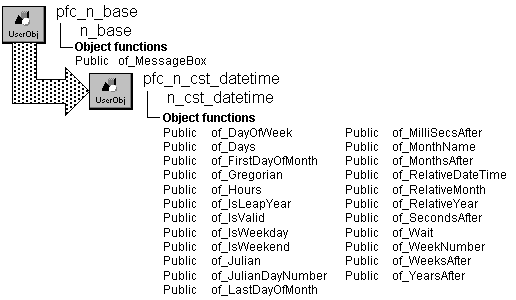 pfc_n_base
n_base
UserObj
Object functions
Public of_MessageBox
pfc_n_cst_datetime
n_cst_datetime
UserObj
Object functions
Public of_DayOfWeek
Public of_Days
Public of_FirstDayOfMonth
Public of_Gregorian
Public of_Hours
Public of_IsLeapYear
Public of_IsValid
Public of_IsWeekday
Public of_IsWeekend
Public of_Julian
Public of_JulianDayNumber
Public of_LastDayOfMonth
Public of_MilliSecsAfter
Public of_MonthName
Public of_MonthsAfter
Public of_RelativeDateTime
Public of_RelativeMonth
Public of_RelativeYear
Public of_SecondsAfter
Public of_Wait
Public of_WeekNumber
Public of_WeeksAfter
Public of_YearsAfter